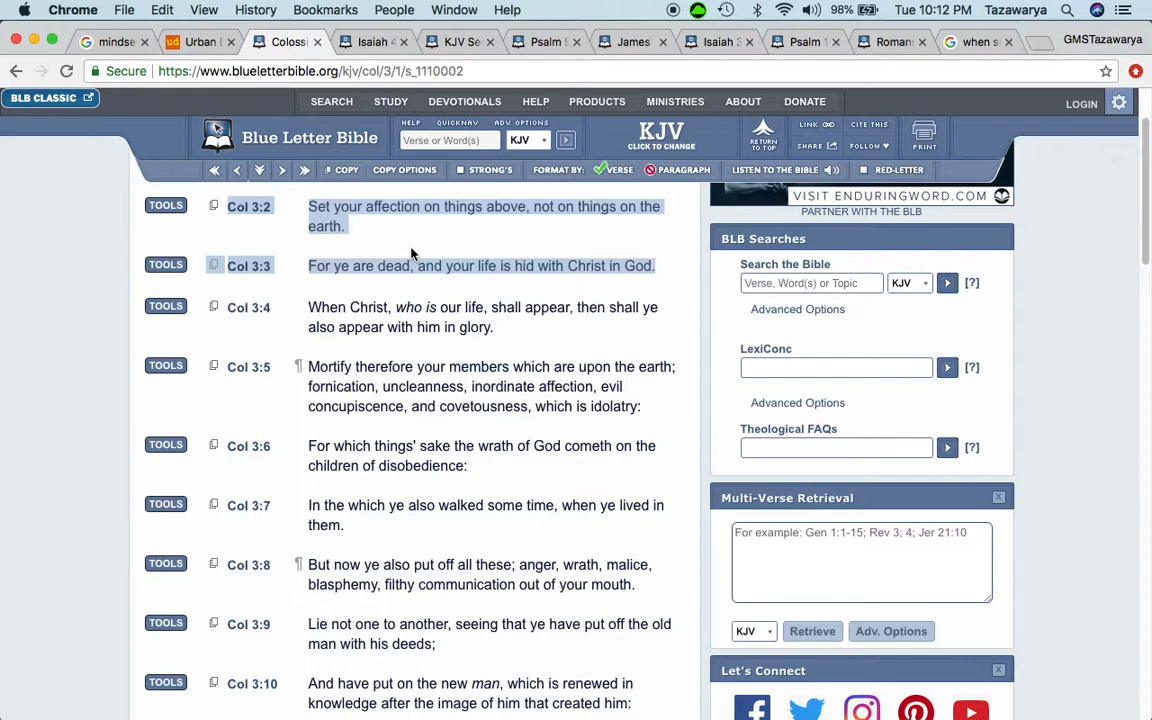 Chrome File Edit View History Bookmarks People Window Help 98% Tue 10:12 PM Tazawarya
mindse Urban D Colossi Isaiah 4 KJV Se Psalm 9 James Isaiah 3 Psalm 1 Romans when s GMSTazawarya
Secure https://www.blueletterbible.org/kjv/col/3/1/s_1110002
BLB CLASSIC SEARCH STUDY DEVOTIONALS HELP PRODUCTS MINISTRIES ABOUT DONATE LOGIN
HELP QUICKNAV ADV. OPTIONS
Blue Letter Bible Verse or Word(s) KJV KJV CLICK TO CHANGE RETURN TO TOP LINK CITE THIS SHARE FOLLOW PRINT
COPY COPY OPTIONS STRONG'S FORMAT BY: VERSE PARAGRAPH LISTEN TO THE BIBLE RED-LETTER
TOOLS Col 3:2 Set your affection on things above, not on things on the
earth.
TOOLS Col 3:3 For ye are dead, and your life is hid with Christ in God.
TOOLS Col 3:4 When Christ, who is our life, shall appear, then shall ye
also appear with him in glory.
TOOLS Col 3:5 ¶ Mortify therefore your members which are upon the earth;
fornication, uncleanness, inordinate affection, evil
concupiscence, and covetousness, which is idolatry:
TOOLS Col 3:6 For which things' sake the wrath of God cometh on the
children of disobedience:
TOOLS Col 3:7 In the which ye also walked some time, when ye lived in
them.
TOOLS Col 3:8 ¶ But now ye also put off all these; anger, wrath, malice,
blasphemy, filthy communication out of your mouth.
TOOLS Col 3:9 Lie not one to another, seeing that ye have put off the old
man with his deeds;
TOOLS Col 3:10 And have put on the new man, which is renewed in
knowledge after the image of him that created him:
VISIT ENDURINGWORD.COM
PARTNER WITH THE BLB
BLB Searches
Search the Bible
Verse, Word(s) or Topic KJV [?]
Advanced Options
LexiConc
[?]
Advanced Options
Theological FAQs
[?]
Multi-Verse Retrieval
For example: Gen 1:1-15; Rev 3; 4; Jer 21:10
KJV Retrieve Adv. Options
Let's Connect